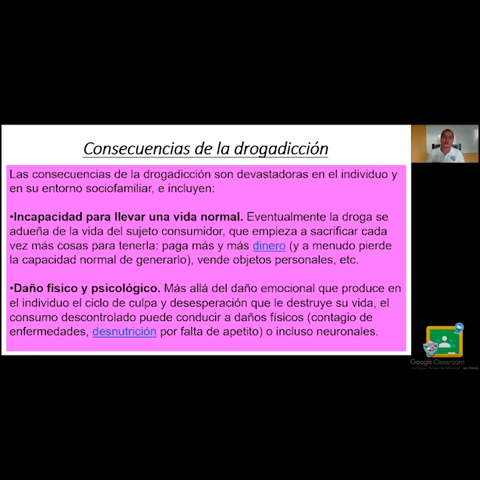 Consecuencias de la drogadicción
Las consecuencias de la drogadicción son devastadoras en el individuo y
en su entorno sociofamiliar, e incluyen:
•Incapacidad para llevar una vida normal. Eventualmente la droga se
adueña de la vida del sujeto consumidor, que empieza a sacrificar cada
vez más cosas para tenerla: paga más y más dinero (y a menudo pierde
la capacidad normal de generarlo), vende objetos personales, etc.
•Daño físico y psicológico. Más allá del daño emocional que produce en
el individuo el ciclo de culpa y desesperación que le destruye su vida, el
consumo descontrolado puede conducir a daños físicos (contagio de
enfermedades, desnutrición por falta de apetito) o incluso neuronales.
Google Classroom